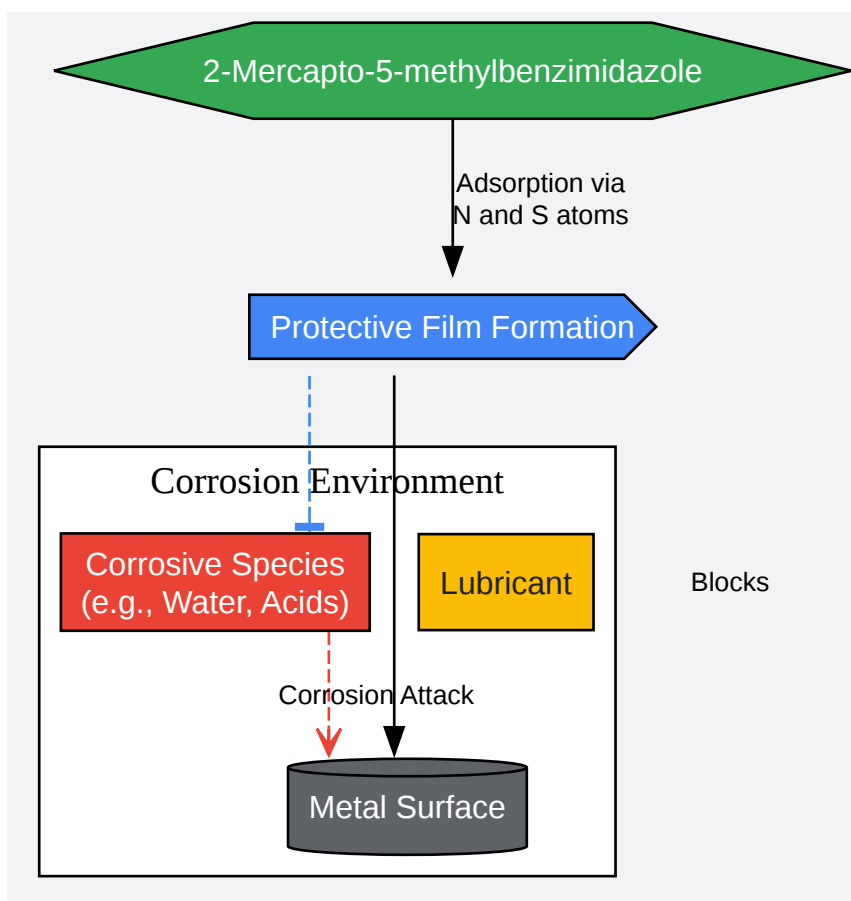 2-Mercapto-5-methylbenzimidazole
Adsorption via
N and S atoms
Protective Film Formation
Corrosion Environment
Corrosive Species
(e.g., Water, Acids)
Lubricant
Blocks
Corrosion Attack
Metal Surface